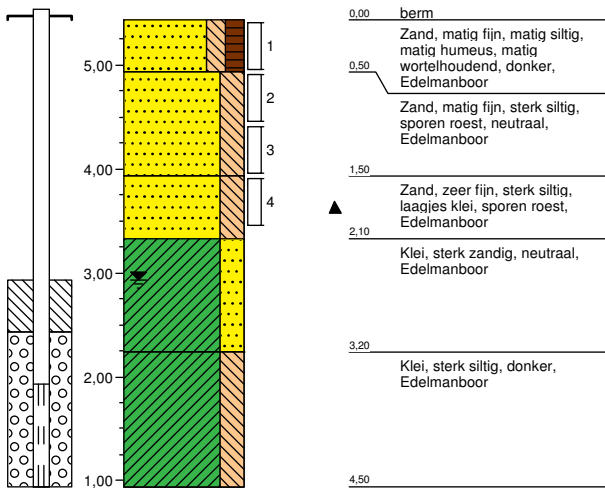 0,00
berm
Zand, matig fijn, matig siltig,
matig humeus, matig
wortelhoudend, donker,
Edelmanboor
0,50
Zand, matig fijn, sterk siltig,
sporen roest, neutraal,
Edelmanboor
1,50
Zand, zeer fijn, sterk siltig,
laagjes klei, sporen roest,
Edelmanboor
2,10
Klei, sterk zandig, neutraal,
Edelmanboor
3,20
Klei, sterk siltig, donker,
Edelmanboor
4,50
5,00
4,00
3,00
2,00
1,00
1
2
3
4